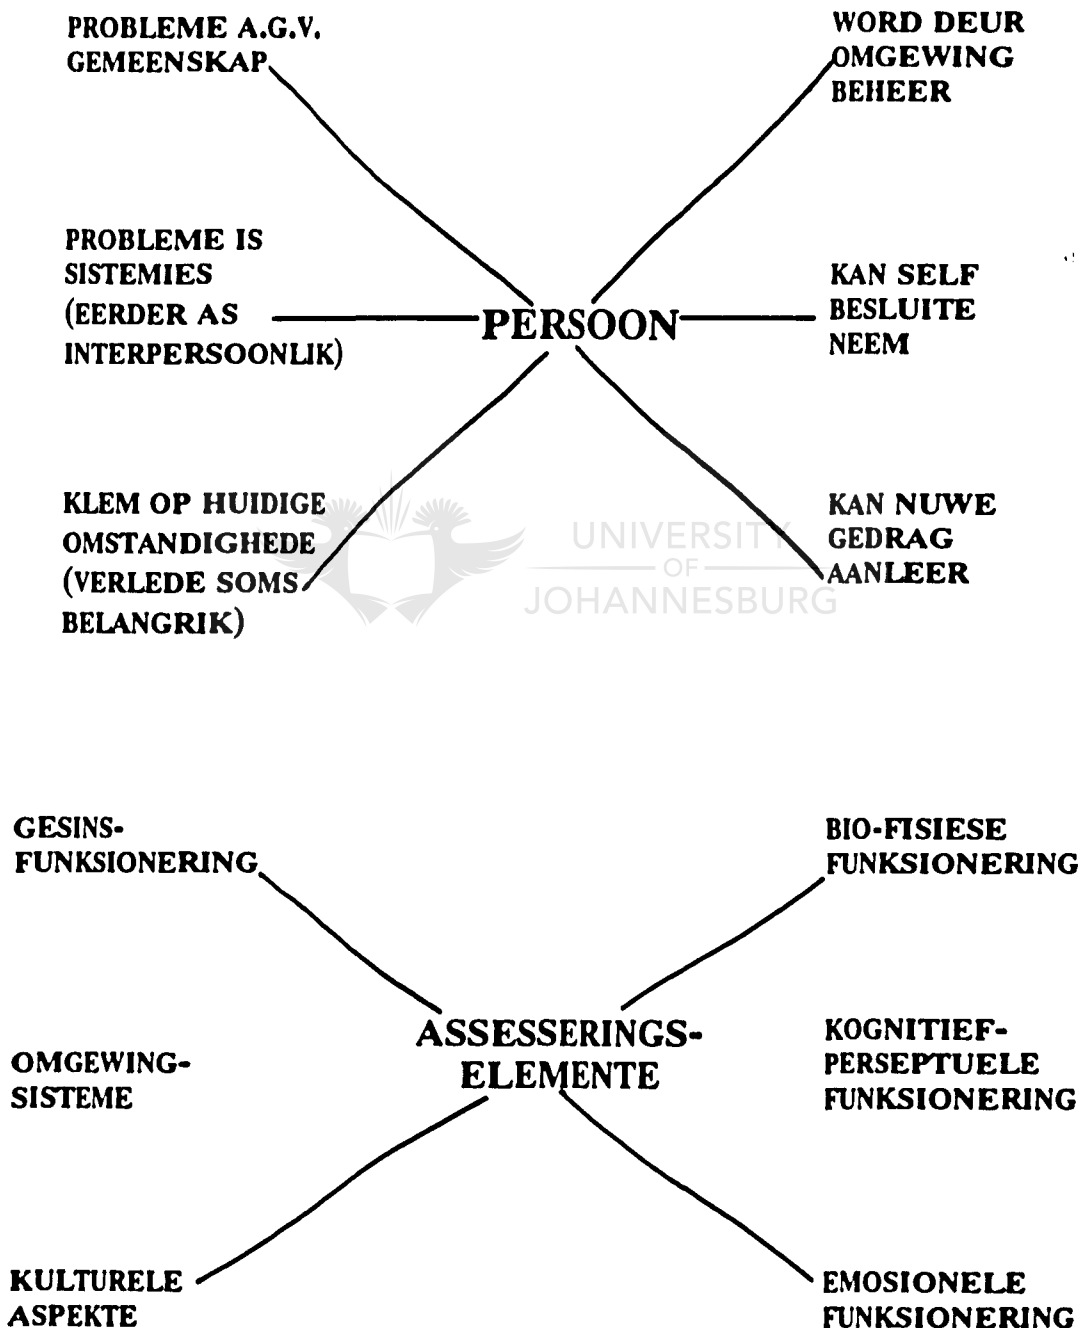 PROBLEME A.G.V.
GEMEENSKAP
WORD DEUR
OMGEWING
BEHEER
PROBLEME IS
SISTEMIES
(EERDER AS
INTERPERSOONLIK)
PERSOON
KAN SELF
BESLUITE
NEEM
KLEM OP HUIDIGE
OMSTANDIGHEDE
(VERLEDE SOMS
BELANGRIK)
UNIVERSITY
OF
JOHANNESBURG
KAN NUWE
GEDRAG
AANLEER
GESINS-
FUNKSIONERING
BIO-FISIESE
FUNKSIONERING
ASSESSERINGS-
ELEMENTE
OMGEWING-
SISTEME
KOGNITIEF-
PERSEPTUELE
FUNKSIONERING
KULTURELE
ASPEKTE
EMOSIONELE
FUNKSIONERING